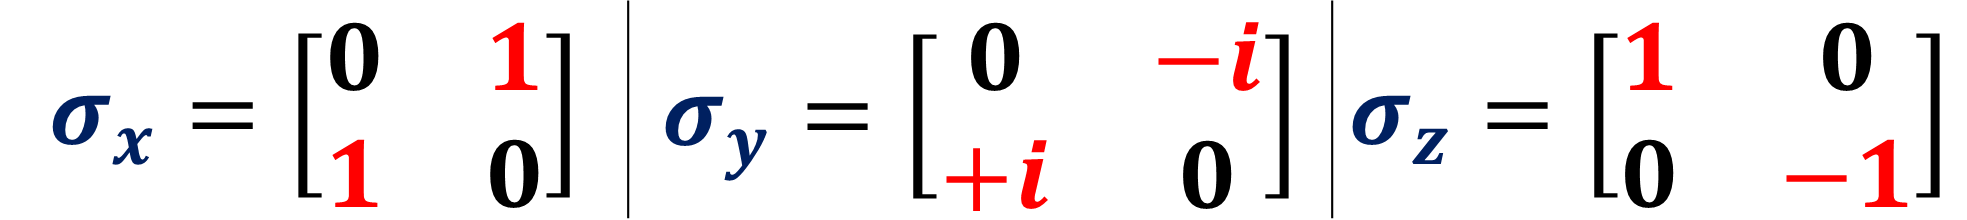 σx = [0 1 | σy = [0 −i | σz = [1 0
1 0] +i 0] 0 −1]